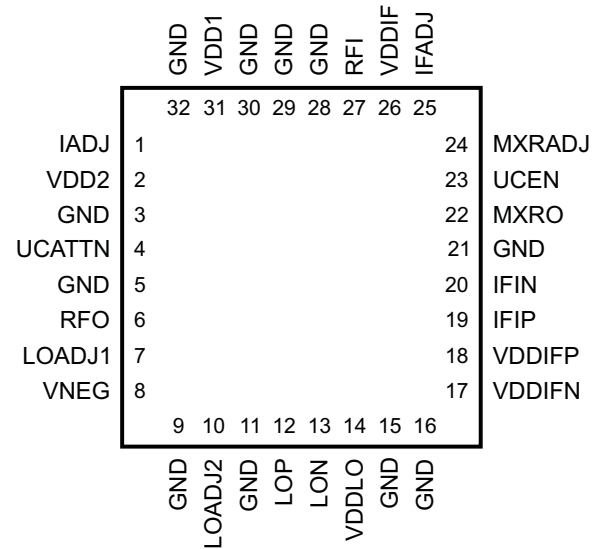 GND VDD1 GND GND GND RFI VDDIF IFADJ
32 31 30 29 28 27 26 25
IADJ 1 24 MXRADJ
VDD2 2 23 UCEN
GND 3 22 MXRO
UCATTN 4 21 GND
GND 5 20 IFIN
RFO 6 19 IFIP
LOADJ1 7 18 VDDIFP
VNEG 8 17 VDDIFN
9 10 11 12 13 14 15 16
GND LOADJ2 GND LOP LON VDDLO GND GND